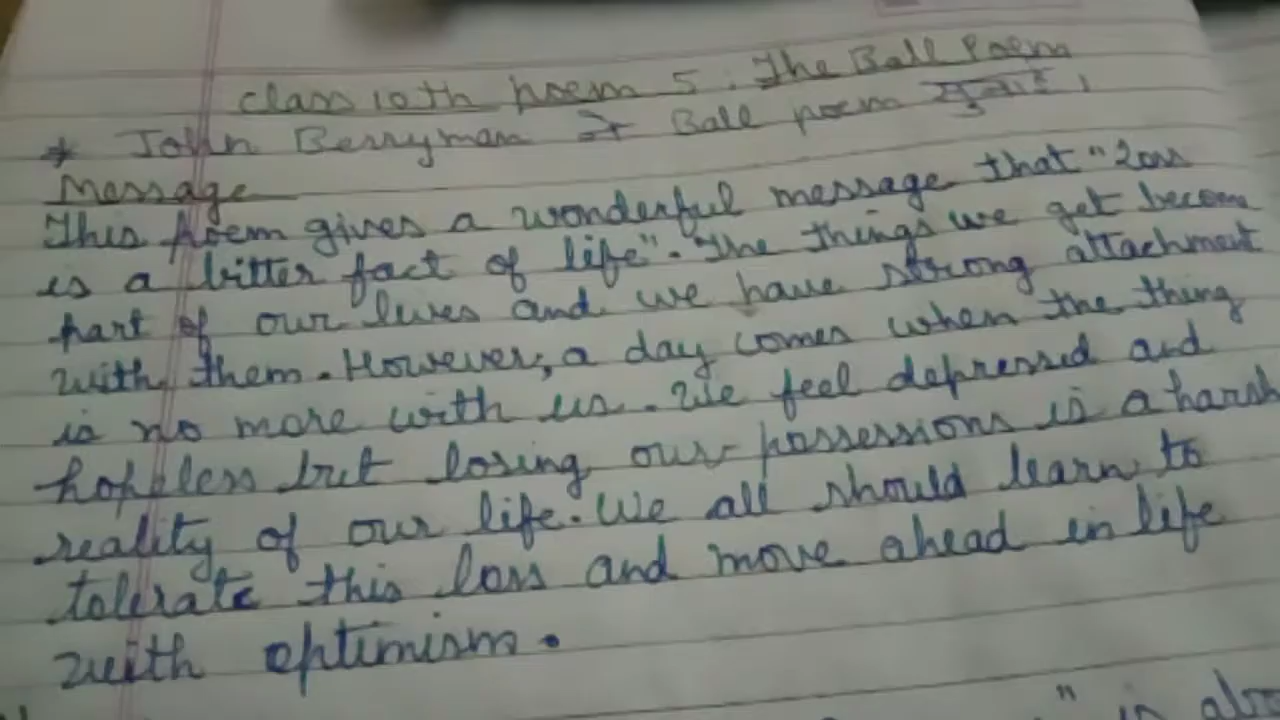 class 10th poem 5. The Ball Poem
* John Berryman Ball poem
Message
This poem gives a wonderful message that "Loss
is a bitter fact of life". The things we get become
part of our lives and we have strong attachment
with them. However, a day comes when the thing
is no more with us. We feel depressed and
hopeless but losing our possessions is a harsh
reality of our life. We all should learn to
tolerate this loss and move ahead in life
with optimism.
" is